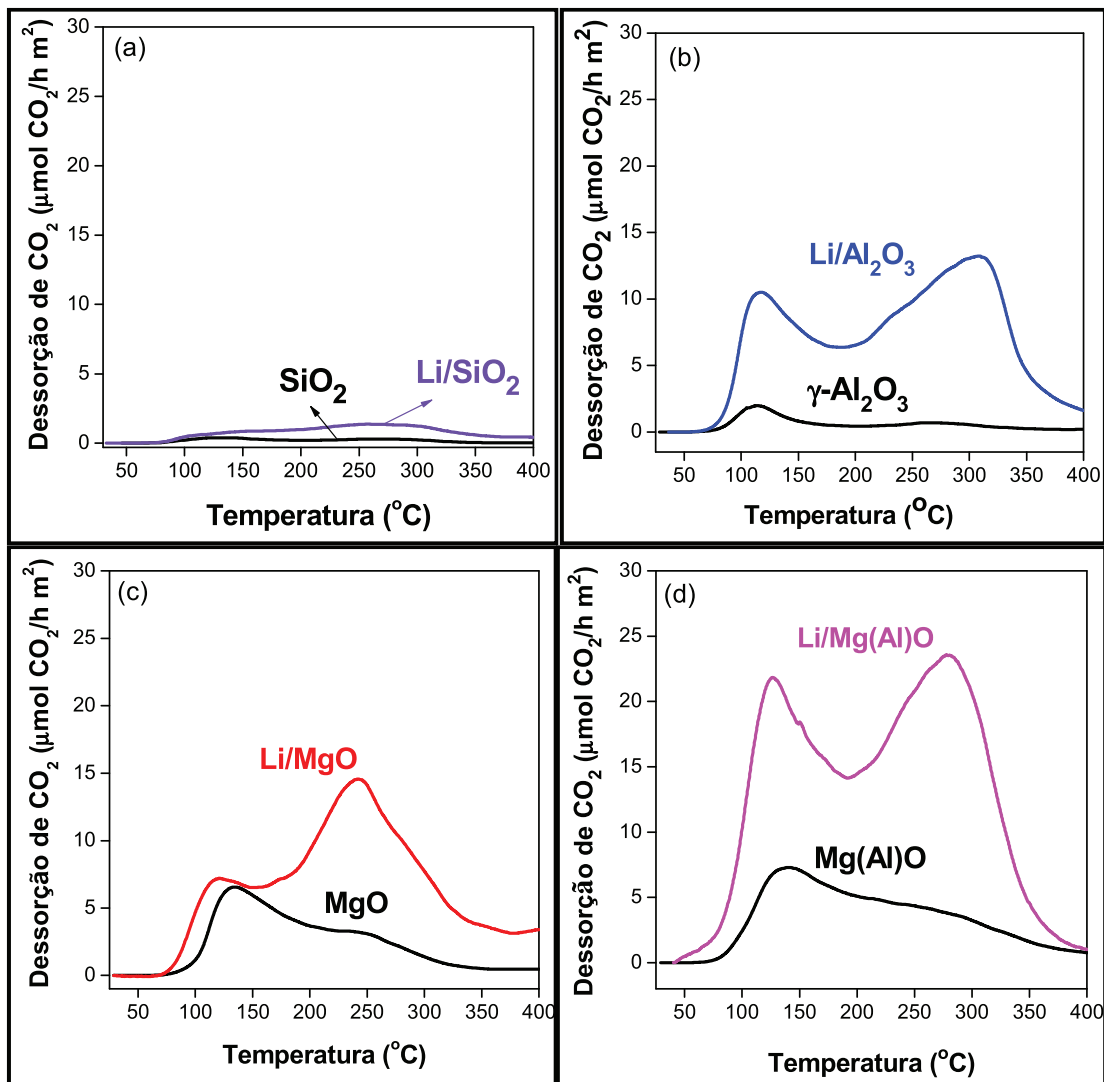 (a)
Dessorção de CO₂ (μmol CO₂/h m²)
30
25
20
15
10
5
0
SiO₂
Li/SiO₂
50 100 150 200 250 300 350 400
Temperatura (°C)
(b)
Dessorção de CO₂ (μmol CO₂/h m²)
30
25
20
15
10
5
0
Li/Al₂O₃
γ-Al₂O₃
50 100 150 200 250 300 350 400
Temperatura (°C)
(c)
Dessorção de CO₂ (μmol CO₂/h m²)
30
25
20
15
10
5
0
Li/MgO
MgO
50 100 150 200 250 300 350 400
Temperatura (°C)
(d)
Dessorção de CO₂ (μmol CO₂/h m²)
30
25
20
15
10
5
0
Li/Mg(Al)O
Mg(Al)O
50 100 150 200 250 300 350 400
Temperatura (°C)